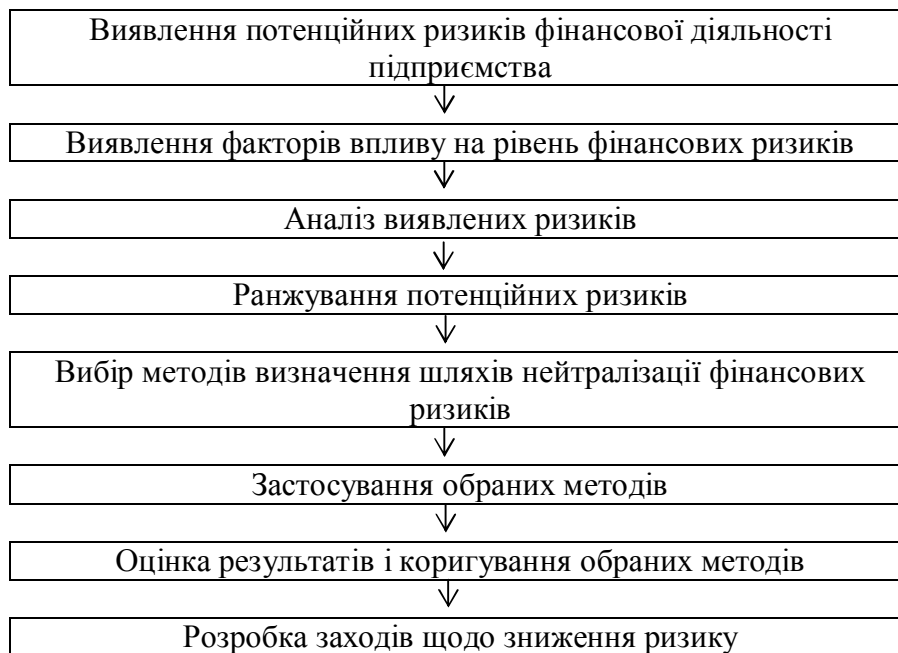 Виявлення потенційних ризиків фінансової діяльності
підприємства
Виявлення факторів впливу на рівень фінансових ризиків
Аналіз виявлених ризиків
Ранжування потенційних ризиків
Вибір методів визначення шляхів нейтралізації фінансових
ризиків
Застосування обраних методів
Оцінка результатів і коригування обраних методів
Розробка заходів щодо зниження ризику